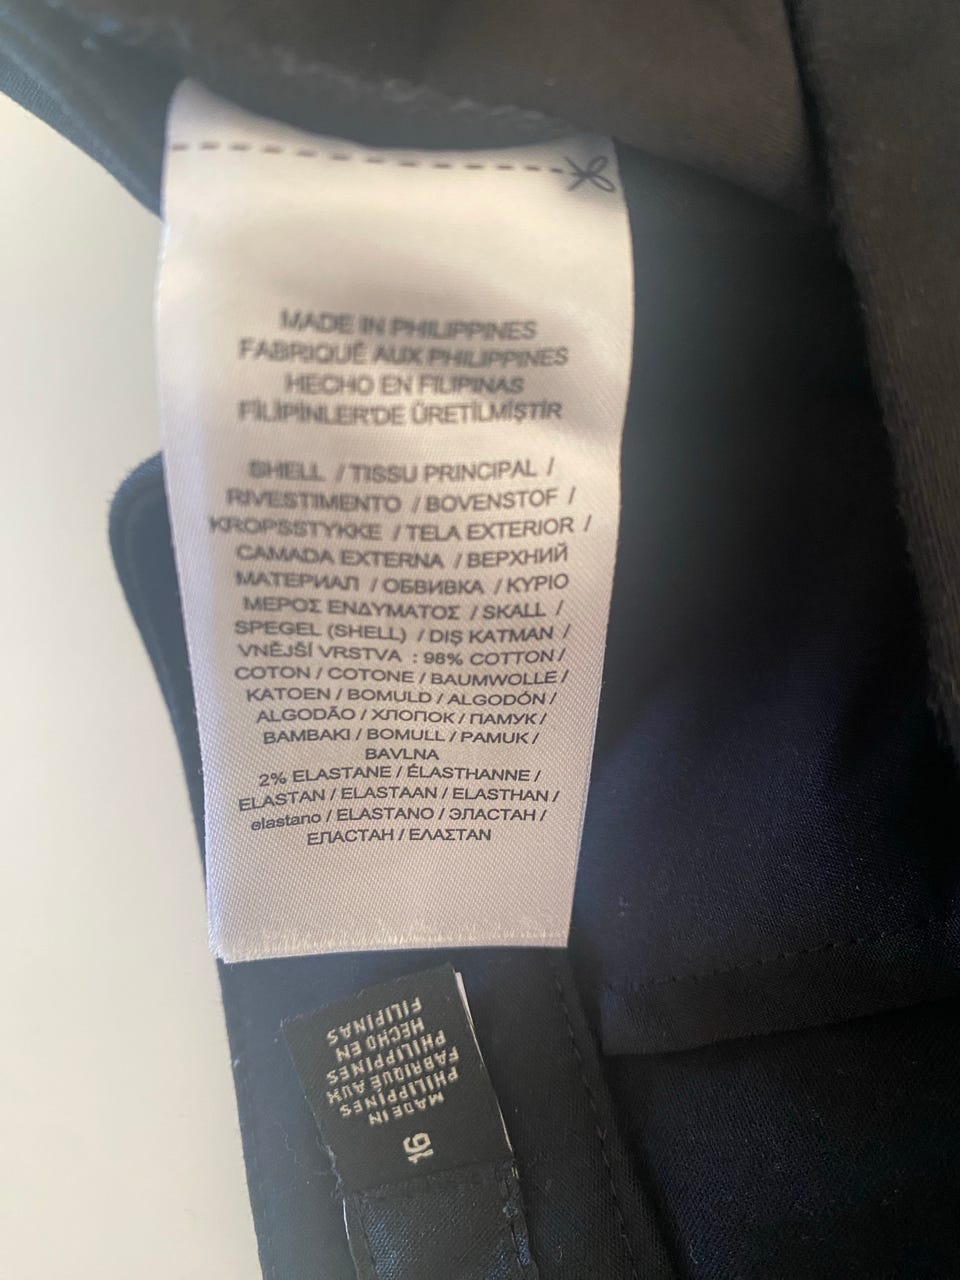 MADE IN PHILIPPINES
FABRIQUÉ AUX PHILIPPINES
HECHO EN FILIPINAS
FİLİPİNLER'DE ÜRETİLMİŞTİR
SHELL / TISSU PRINCIPAL /
RIVESTIMENTO / BOVENSTOF /
KROPSSTYKKE / TELA EXTERIOR /
CAMADA EXTERNA / ВЕРХНИЙ
МАТЕРИАЛ / ОБВИВКА / ΚΥΡΙΟ
ΜΕΡΟΣ ΕΝΔΥΜΑΤΟΣ / SKALL /
SPEGEL (SHELL) / DIŞ KATMAN /
VNĚJŠÍ VRSTVA : 98% COTTON /
COTON / COTONE / BAUMWOLLE /
KATOEN / BOMULD / ALGODÓN /
ALGODÃO / ХЛОПОК / ПАМУК /
ΒΑΜΒΑΚΙ / BOMULL / PAMUK /
BAVLNA
2% ELASTANE / ÉLASTHANNE /
ELASTAN / ELASTAAN / ELASTHAN /
elastano / ELASTANO / ЭЛАСТАН /
ЕЛАСТАН / ΕΛΑΣΤΑΝ
16
MADE IN
PHILIPPINES
FABRIQUÉ AUX
PHILIPPINES
HECHO EN
FILIPINAS